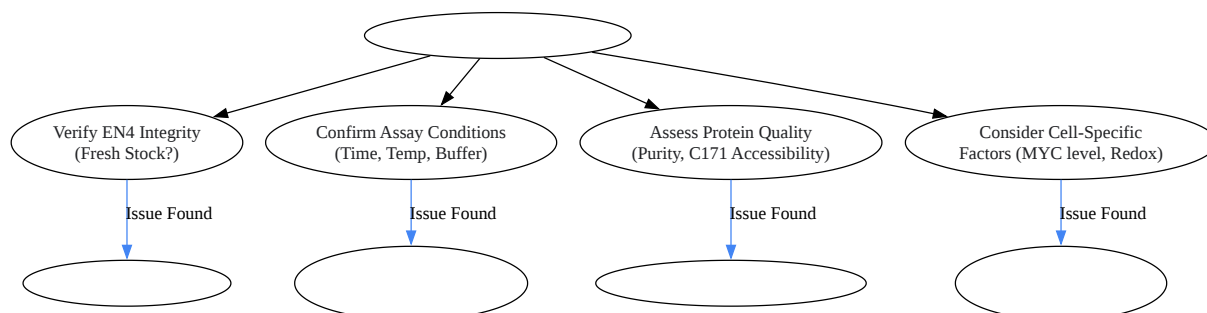 Verify EN4 Integrity
(Fresh Stock?)
Confirm Assay Conditions
(Time, Temp, Buffer)
Assess Protein Quality
(Purity, C171 Accessibility)
Consider Cell-Specific
Factors (MYC level, Redox)
Issue Found
Issue Found
Issue Found
Issue Found